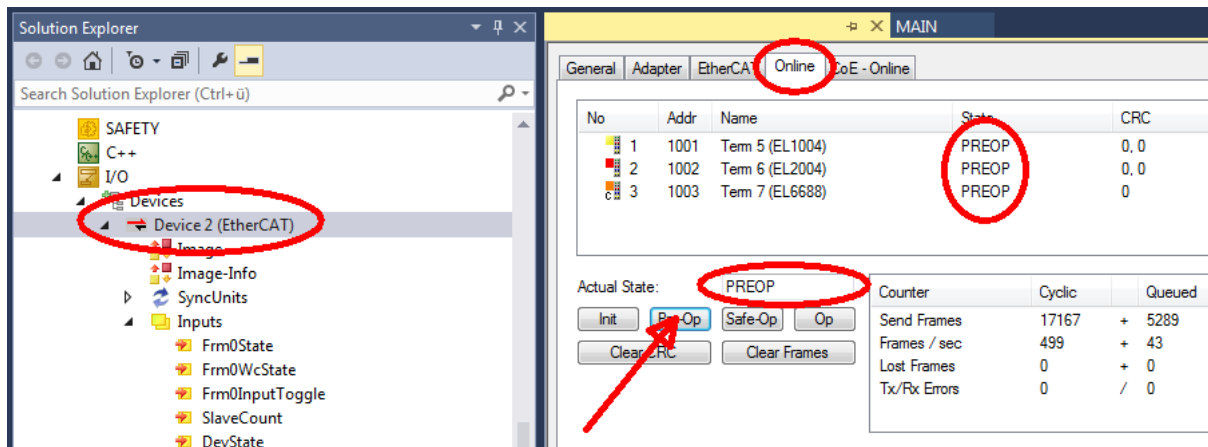 Solution Explorer
Search Solution Explorer (Ctrl+ü)
SAFETY
C++
I/O
Devices
Device 2 (EtherCAT)
Image
Image-Info
SyncUnits
Inputs
Frm0State
Frm0WcState
Frm0InputToggle
SlaveCount
DevState
MAIN
General Adapter EtherCAT Online CoE - Online
No Addr Name State CRC
1 1001 Term 5 (EL1004) PREOP 0, 0
2 1002 Term 6 (EL2004) PREOP 0, 0
c 3 1003 Term 7 (EL6688) PREOP 0
Actual State: PREOP
Init Pre-Op Safe-Op Op
Clear CRC Clear Frames
Counter Cyclic Queued
Send Frames 17167 + 5289
Frames / sec 499 + 43
Lost Frames 0 + 0
Tx/Rx Errors 0 / 0